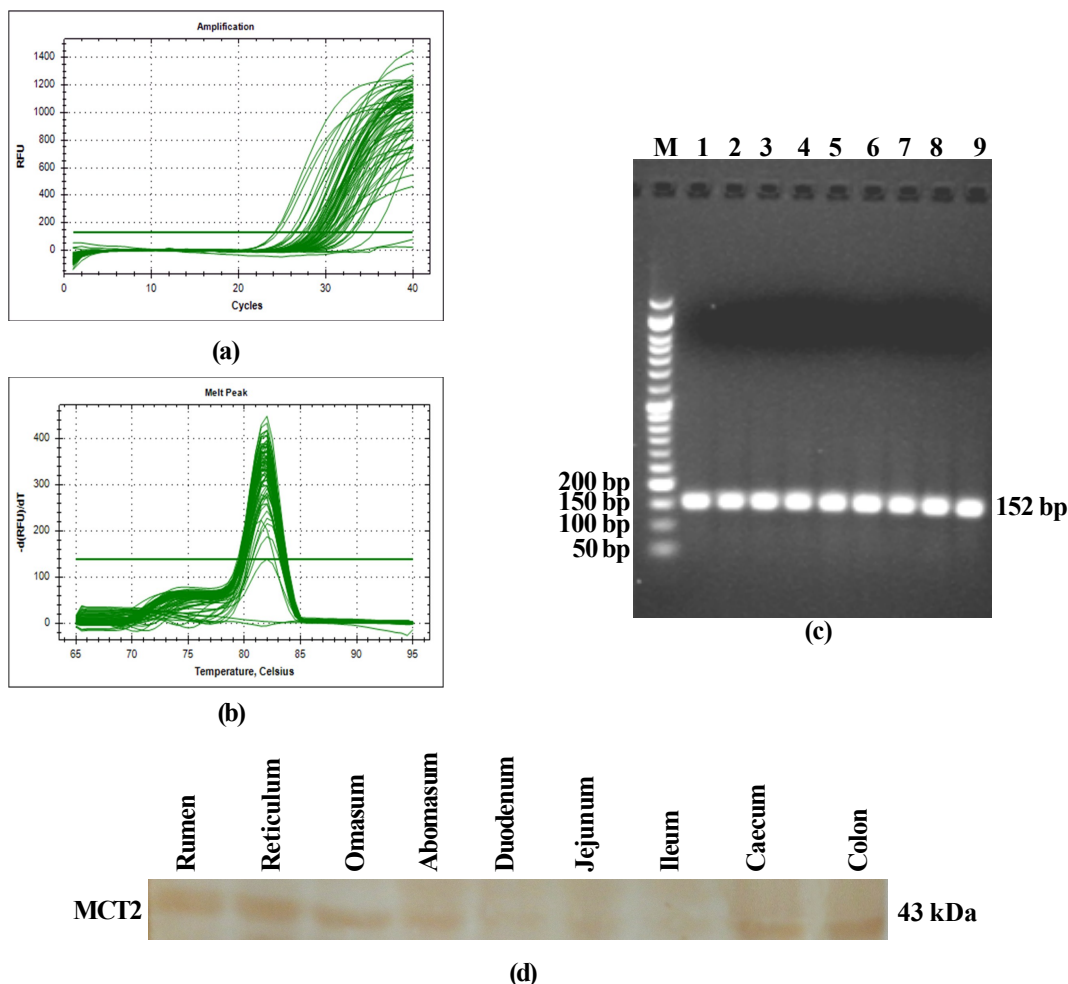 Amplification
1400
1200
1000
800
600
400
200
0
RFU
0 10 20 30 40
Cycles
(a)
Melt Peak
400
300
200
100
0
-d(RFU)/dT
65 70 75 80 85 90 95
Temperature, Celsius
(b)
M 1 2 3 4 5 6 7 8 9
200 bp
150 bp
100 bp
50 bp
152 bp
(c)
Rumen
Reticulum
Omasum
Abomasum
Duodenum
Jejunum
Ileum
Caecum
Colon
MCT2
43 kDa
(d)